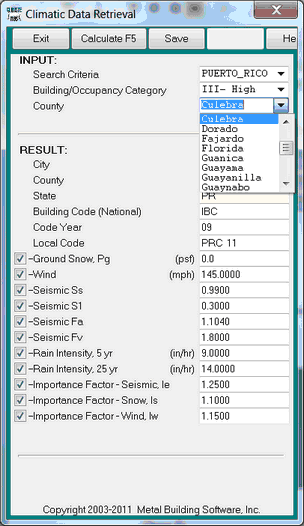 Climatic Data Retrieval
Exit Calculate F5 Save He
INPUT:
Search Criteria PUERTO_RICO
Building/Occupancy Category III- High
County Culebra
Culebra
Dorado
Fajardo
Florida
Guanica
Guayama
Guayanilla
Guaynabo
RESULT:
City
County
State PR
Building Code (National) IBC
Code Year 09
Local Code PRC 11
-Ground Snow, Pg (psf) 0.0
-Wind (mph) 145.0000
-Seismic Ss 0.9900
-Seismic S1 0.3000
-Seismic Fa 1.1040
-Seismic Fv 1.8000
-Rain Intensity, 5 yr (in/hr) 9.0000
-Rain Intensity, 25 yr (in/hr) 14.0000
-Importance Factor - Seismic, Ie 1.2500
-Importance Factor - Snow, Is 1.1000
-Importance Factor - Wind, Iw 1.1500
Copyright 2003-2011 Metal Building Software, Inc.